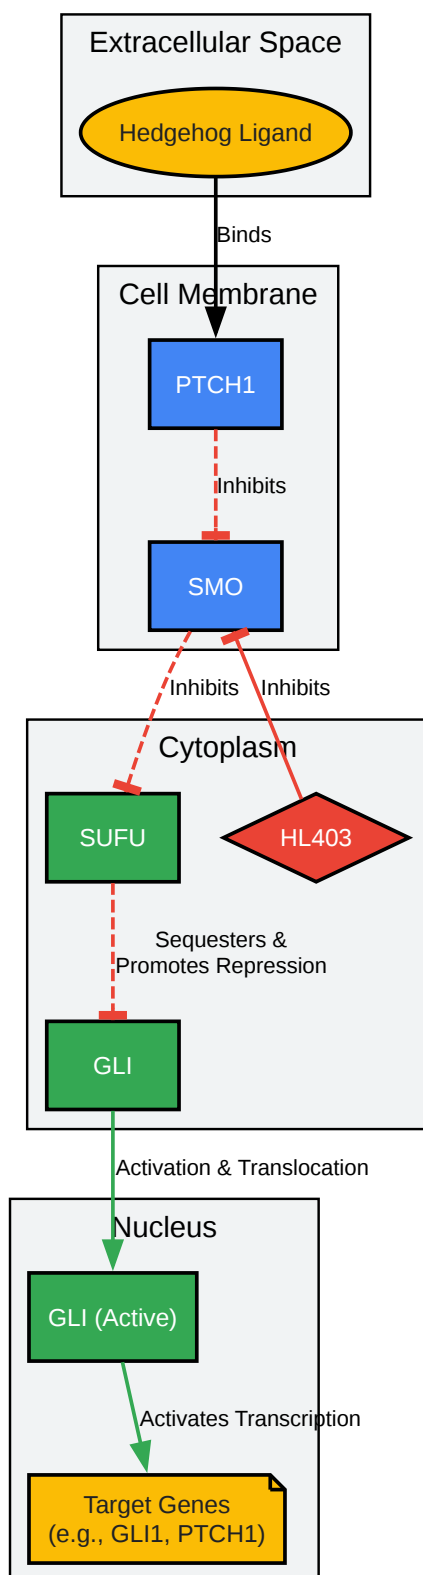 Extracellular Space
Hedgehog Ligand
Binds
Cell Membrane
PTCH1
Inhibits
SMO
Inhibits
Inhibits
Cytoplasm
SUFU
HL403
Sequesters &
Promotes Repression
GLI
Activation & Translocation
Nucleus
GLI (Active)
Activates Transcription
Target Genes
(e.g., GLI1, PTCH1)